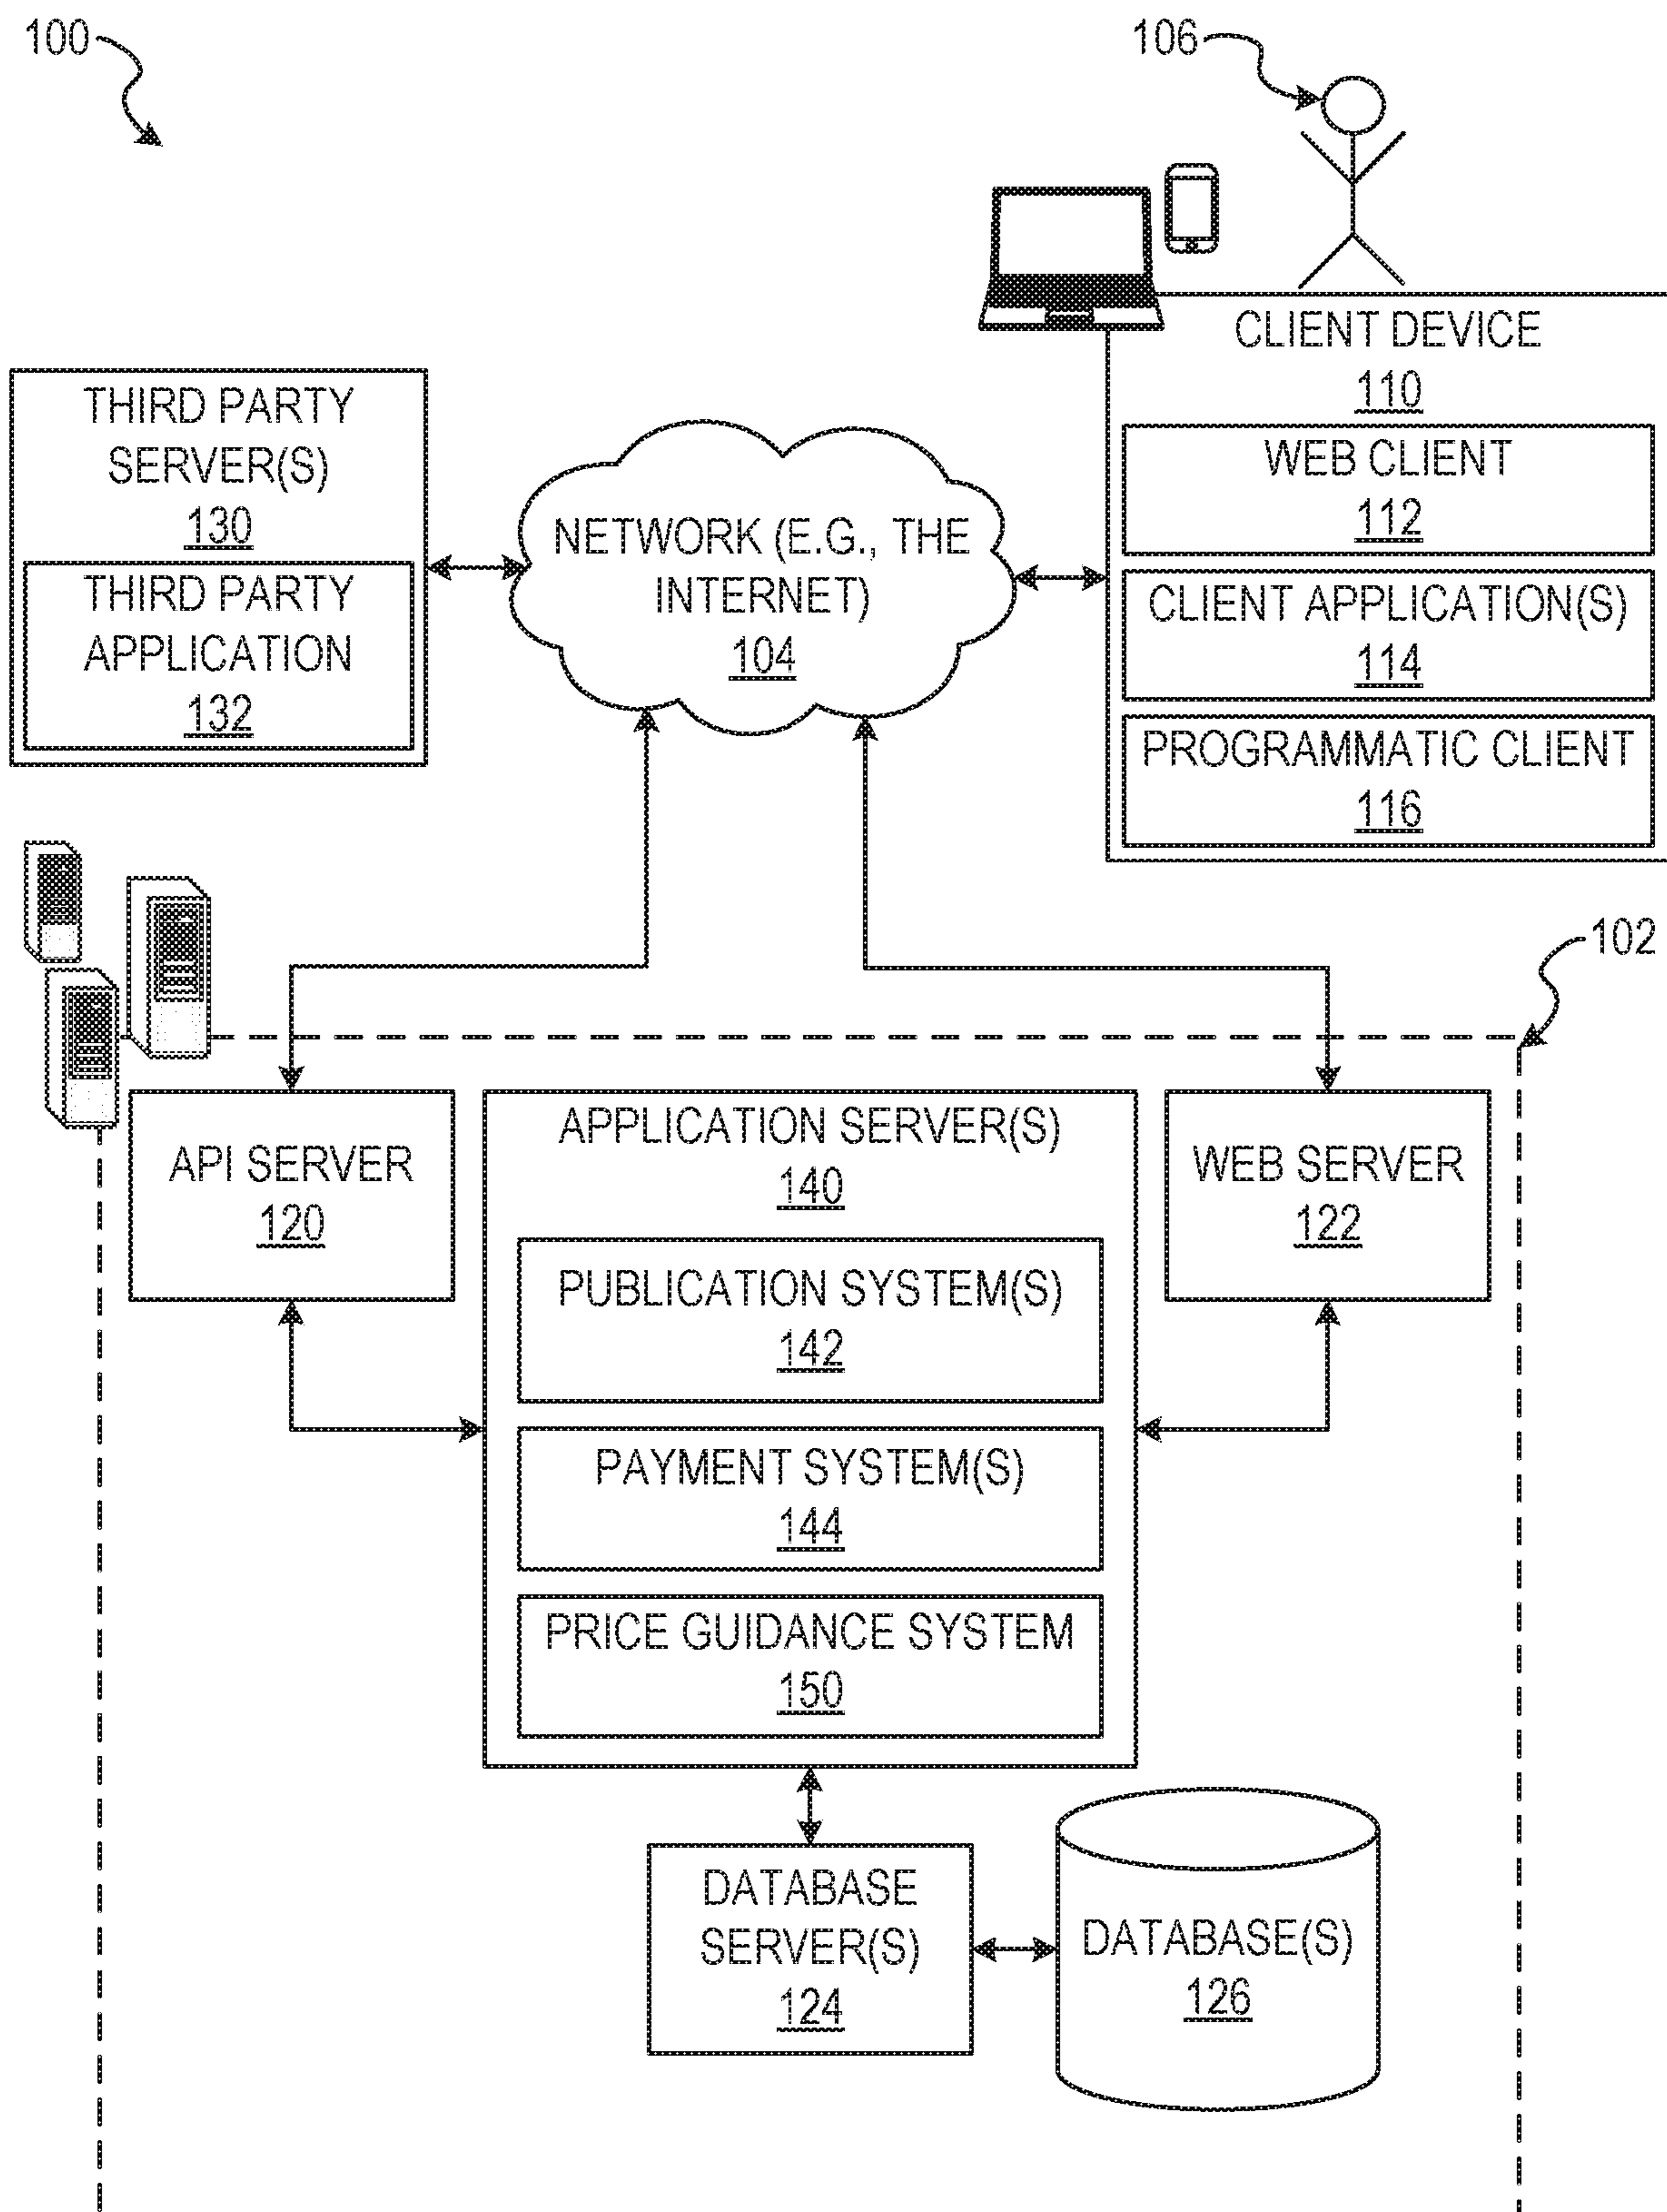 100
106
CLIENT DEVICE
110
WEB CLIENT
112
CLIENT APPLICATION(S)
114
PROGRAMMATIC CLIENT
116
THIRD PARTY
SERVER(S)
130
THIRD PARTY
APPLICATION
132
NETWORK (E.G., THE
INTERNET)
104
102
API SERVER
120
APPLICATION SERVER(S)
140
PUBLICATION SYSTEM(S)
142
PAYMENT SYSTEM(S)
144
PRICE GUIDANCE SYSTEM
150
WEB SERVER
122
DATABASE
SERVER(S)
124
DATABASE(S)
126